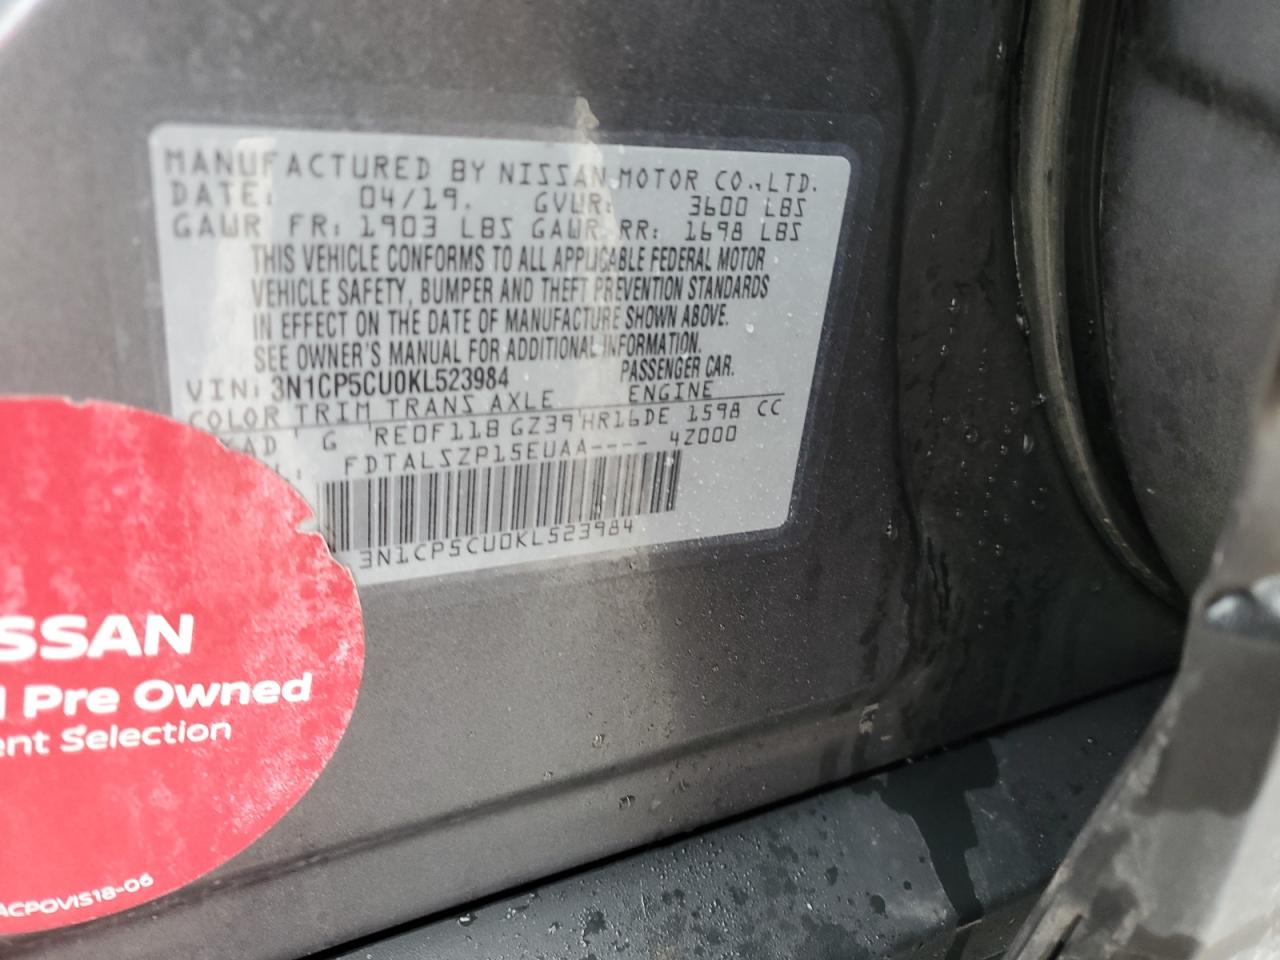 MANUFACTURED BY NISSAN MOTOR CO., LTD.
DATE: 04/19. GVWR: 3600 LBS
GAWR FR: 1903 LBS GAWR RR: 1698 LBS
THIS VEHICLE CONFORMS TO ALL APPLICABLE FEDERAL MOTOR
VEHICLE SAFETY, BUMPER AND THEFT PREVENTION STANDARDS
IN EFFECT ON THE DATE OF MANUFACTURE SHOWN ABOVE.
SEE OWNER'S MANUAL FOR ADDITIONAL INFORMATION.
PASSENGER CAR.
VIN: 3N1CP5CU0KL523984
COLOR TRIM TRANS AXLE ENGINE
KAD G RE0F11B GZ39 HR16DE 1598 CC
FDTALSZP15EUAA---- 4Z000
3N1CP5CU0KL523984
SSAN
Pre Owned
ent Selection
ACPOVIS18-06